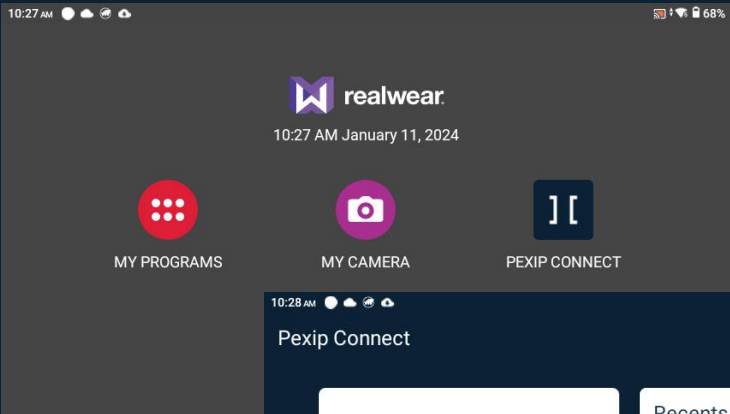 10:27 AM
68%
realwear
10:27 AM January 11, 2024
MY PROGRAMS
MY CAMERA
][
PEXIP CONNECT
10:28 AM
Pexip Connect
Recents